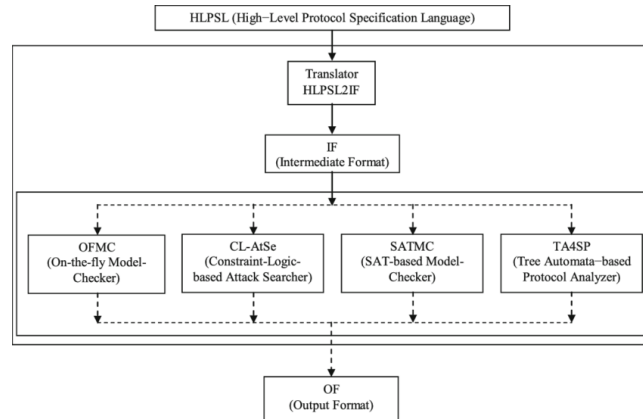 HLPSL (High−Level Protocol Specification Language)
Translator
HLPSL2IF
IF
(Intermediate Format)
OFMC
(On-the-fly Model-
Checker)
CL-AtSe
(Constraint-Logic-
based Attack Searcher)
SATMC
(SAT-based Model-
Checker)
TA4SP
(Tree Automata−based
Protocol Analyzer)
OF
(Output Format)